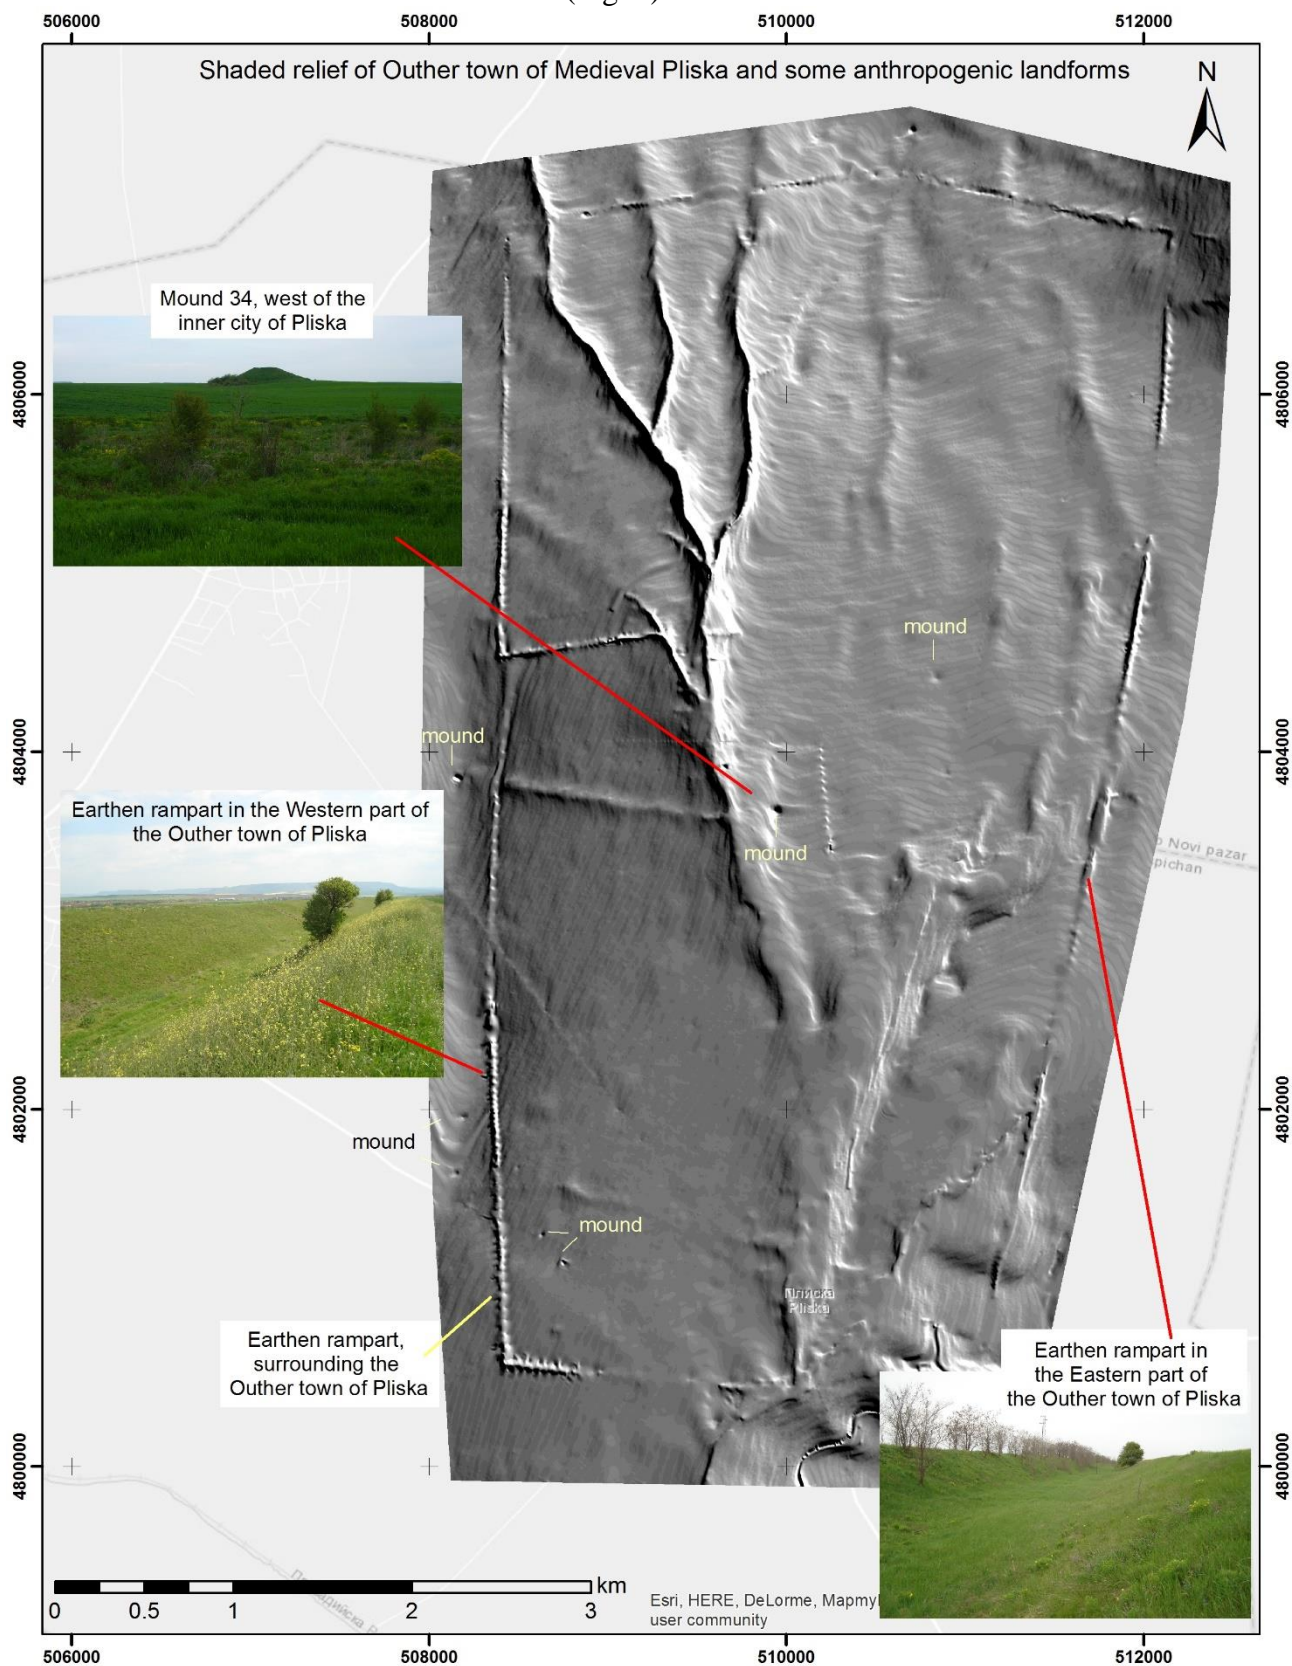 506000
508000
510000
512000
Shaded relief of Outher town of Medieval Pliska and some anthropogenic landforms
N
Mound 34, west of the
inner city of Pliska
4806000
4806000
mound
mound
4804000
4804000
Earthen rampart in the Western part of
the Outher town of Pliska
mound
Novi pazar
pichan
4802000
4802000
mound
mound
Плиска
Pliska
Earthen rampart,
surrounding the
Outher town of Pliska
Earthen rampart in
the Eastern part of
the Outher town of Pliska
4800000
4800000
km
0 0.5 1 2 3
Esri, HERE, DeLorme,
user community
506000
508000
510000
512000